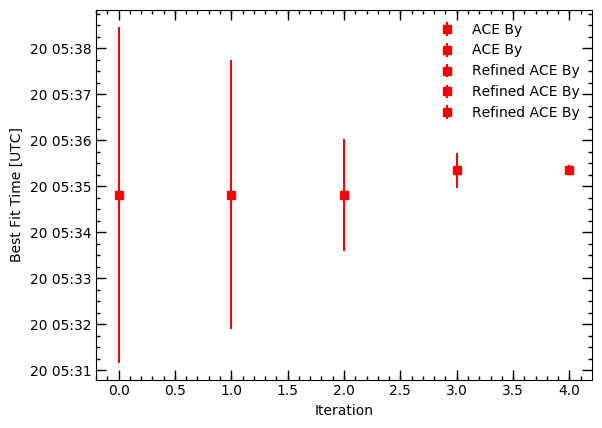 ACE By
ACE By
Refined ACE By
Refined ACE By
Refined ACE By
Best Fit Time [UTC]
20 05:38
20 05:37
20 05:36
20 05:35
20 05:34
20 05:33
20 05:32
20 05:31
0.0 0.5 1.0 1.5 2.0 2.5 3.0 3.5 4.0
Iteration